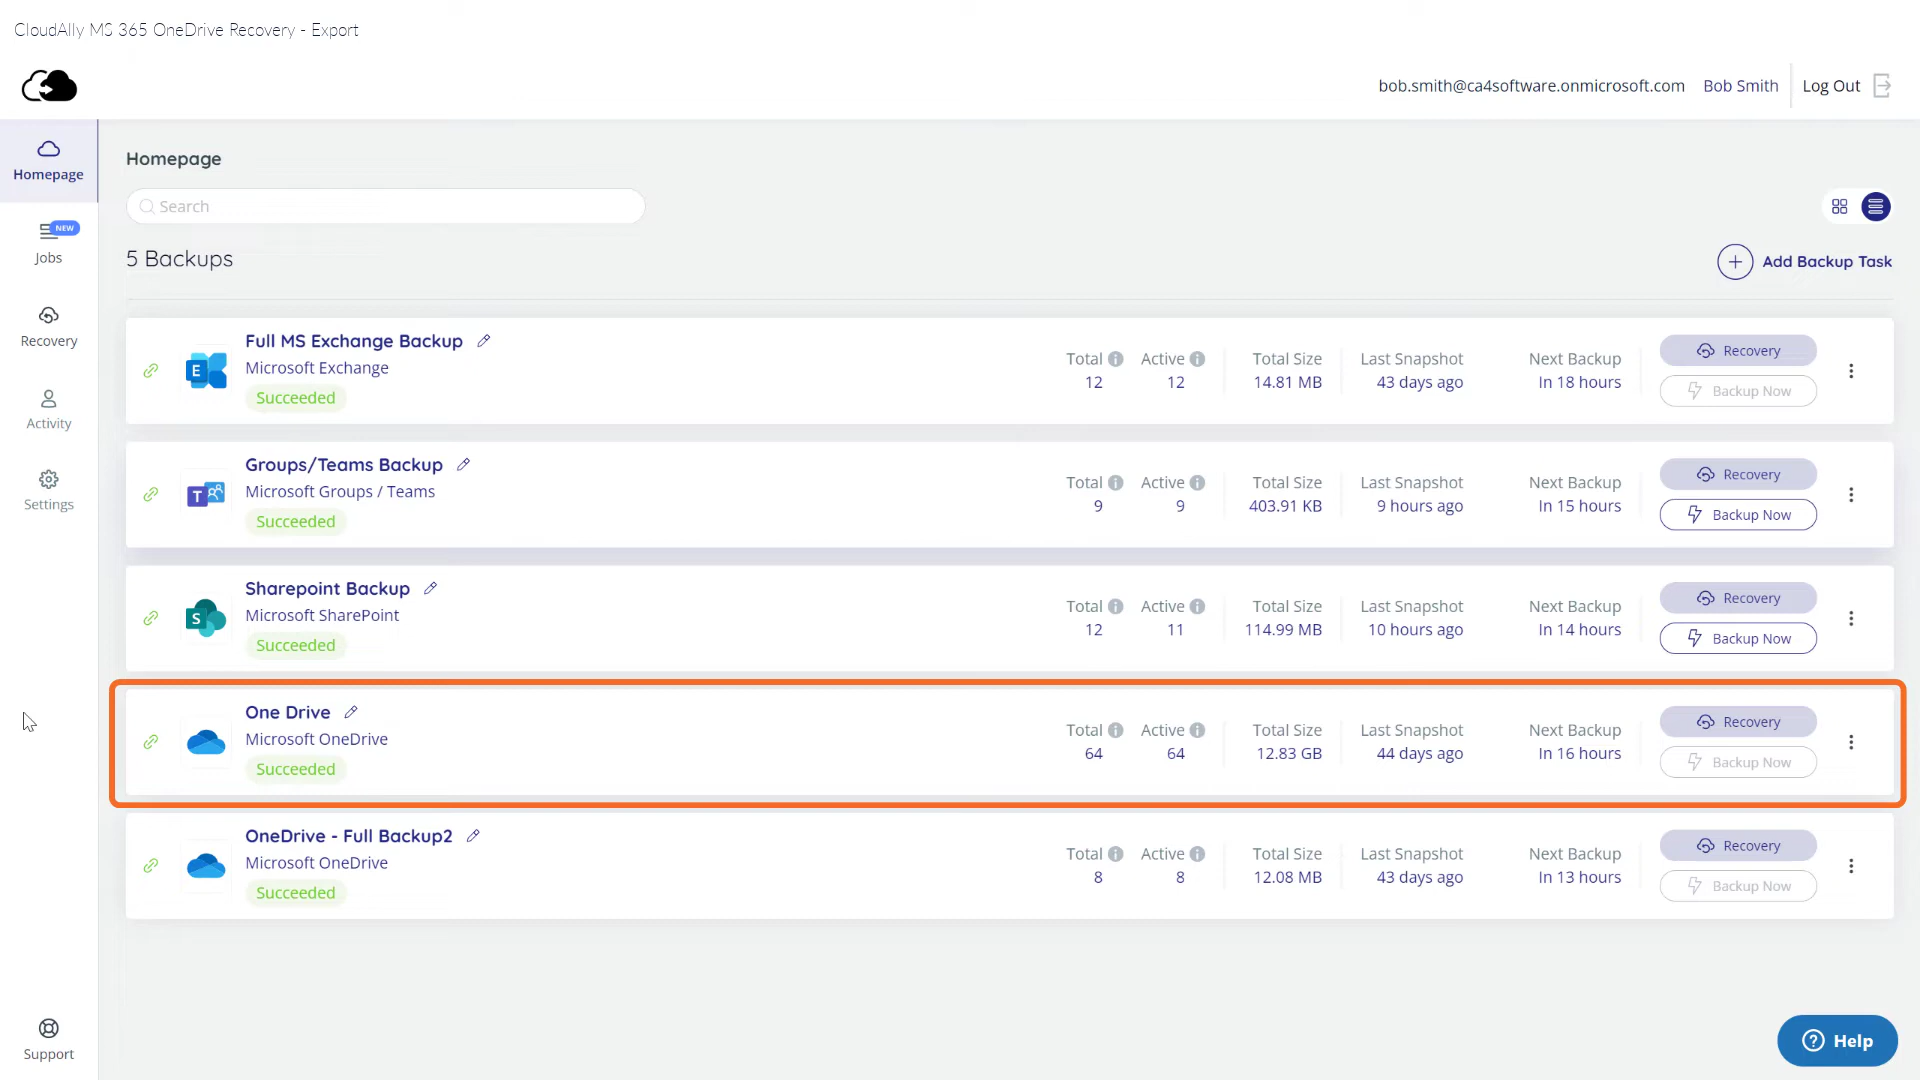 CloudAlly MS 365 OneDrive Recovery - Export
bob.smith@ca4software.onmicrosoft.com Bob Smith Log Out
Homepage
NEW
Jobs
Recovery
Activity
Settings
Support
Homepage
Search
5 Backups
Add Backup Task
Full MS Exchange Backup
Microsoft Exchange
Succeeded
Total Active Total Size Last Snapshot Next Backup
12 12 14.81 MB 43 days ago In 18 hours
Recovery
Backup Now
Groups/Teams Backup
Microsoft Groups / Teams
Succeeded
Total Active Total Size Last Snapshot Next Backup
9 9 403.91 KB 9 hours ago In 15 hours
Recovery
Backup Now
Sharepoint Backup
Microsoft SharePoint
Succeeded
Total Active Total Size Last Snapshot Next Backup
12 11 114.99 MB 10 hours ago In 14 hours
Recovery
Backup Now
One Drive
Microsoft OneDrive
Succeeded
Total Active Total Size Last Snapshot Next Backup
64 64 12.83 GB 44 days ago In 16 hours
Recovery
Backup Now
OneDrive - Full Backup2
Microsoft OneDrive
Succeeded
Total Active Total Size Last Snapshot Next Backup
8 8 12.08 MB 43 days ago In 13 hours
Recovery
Backup Now
Help